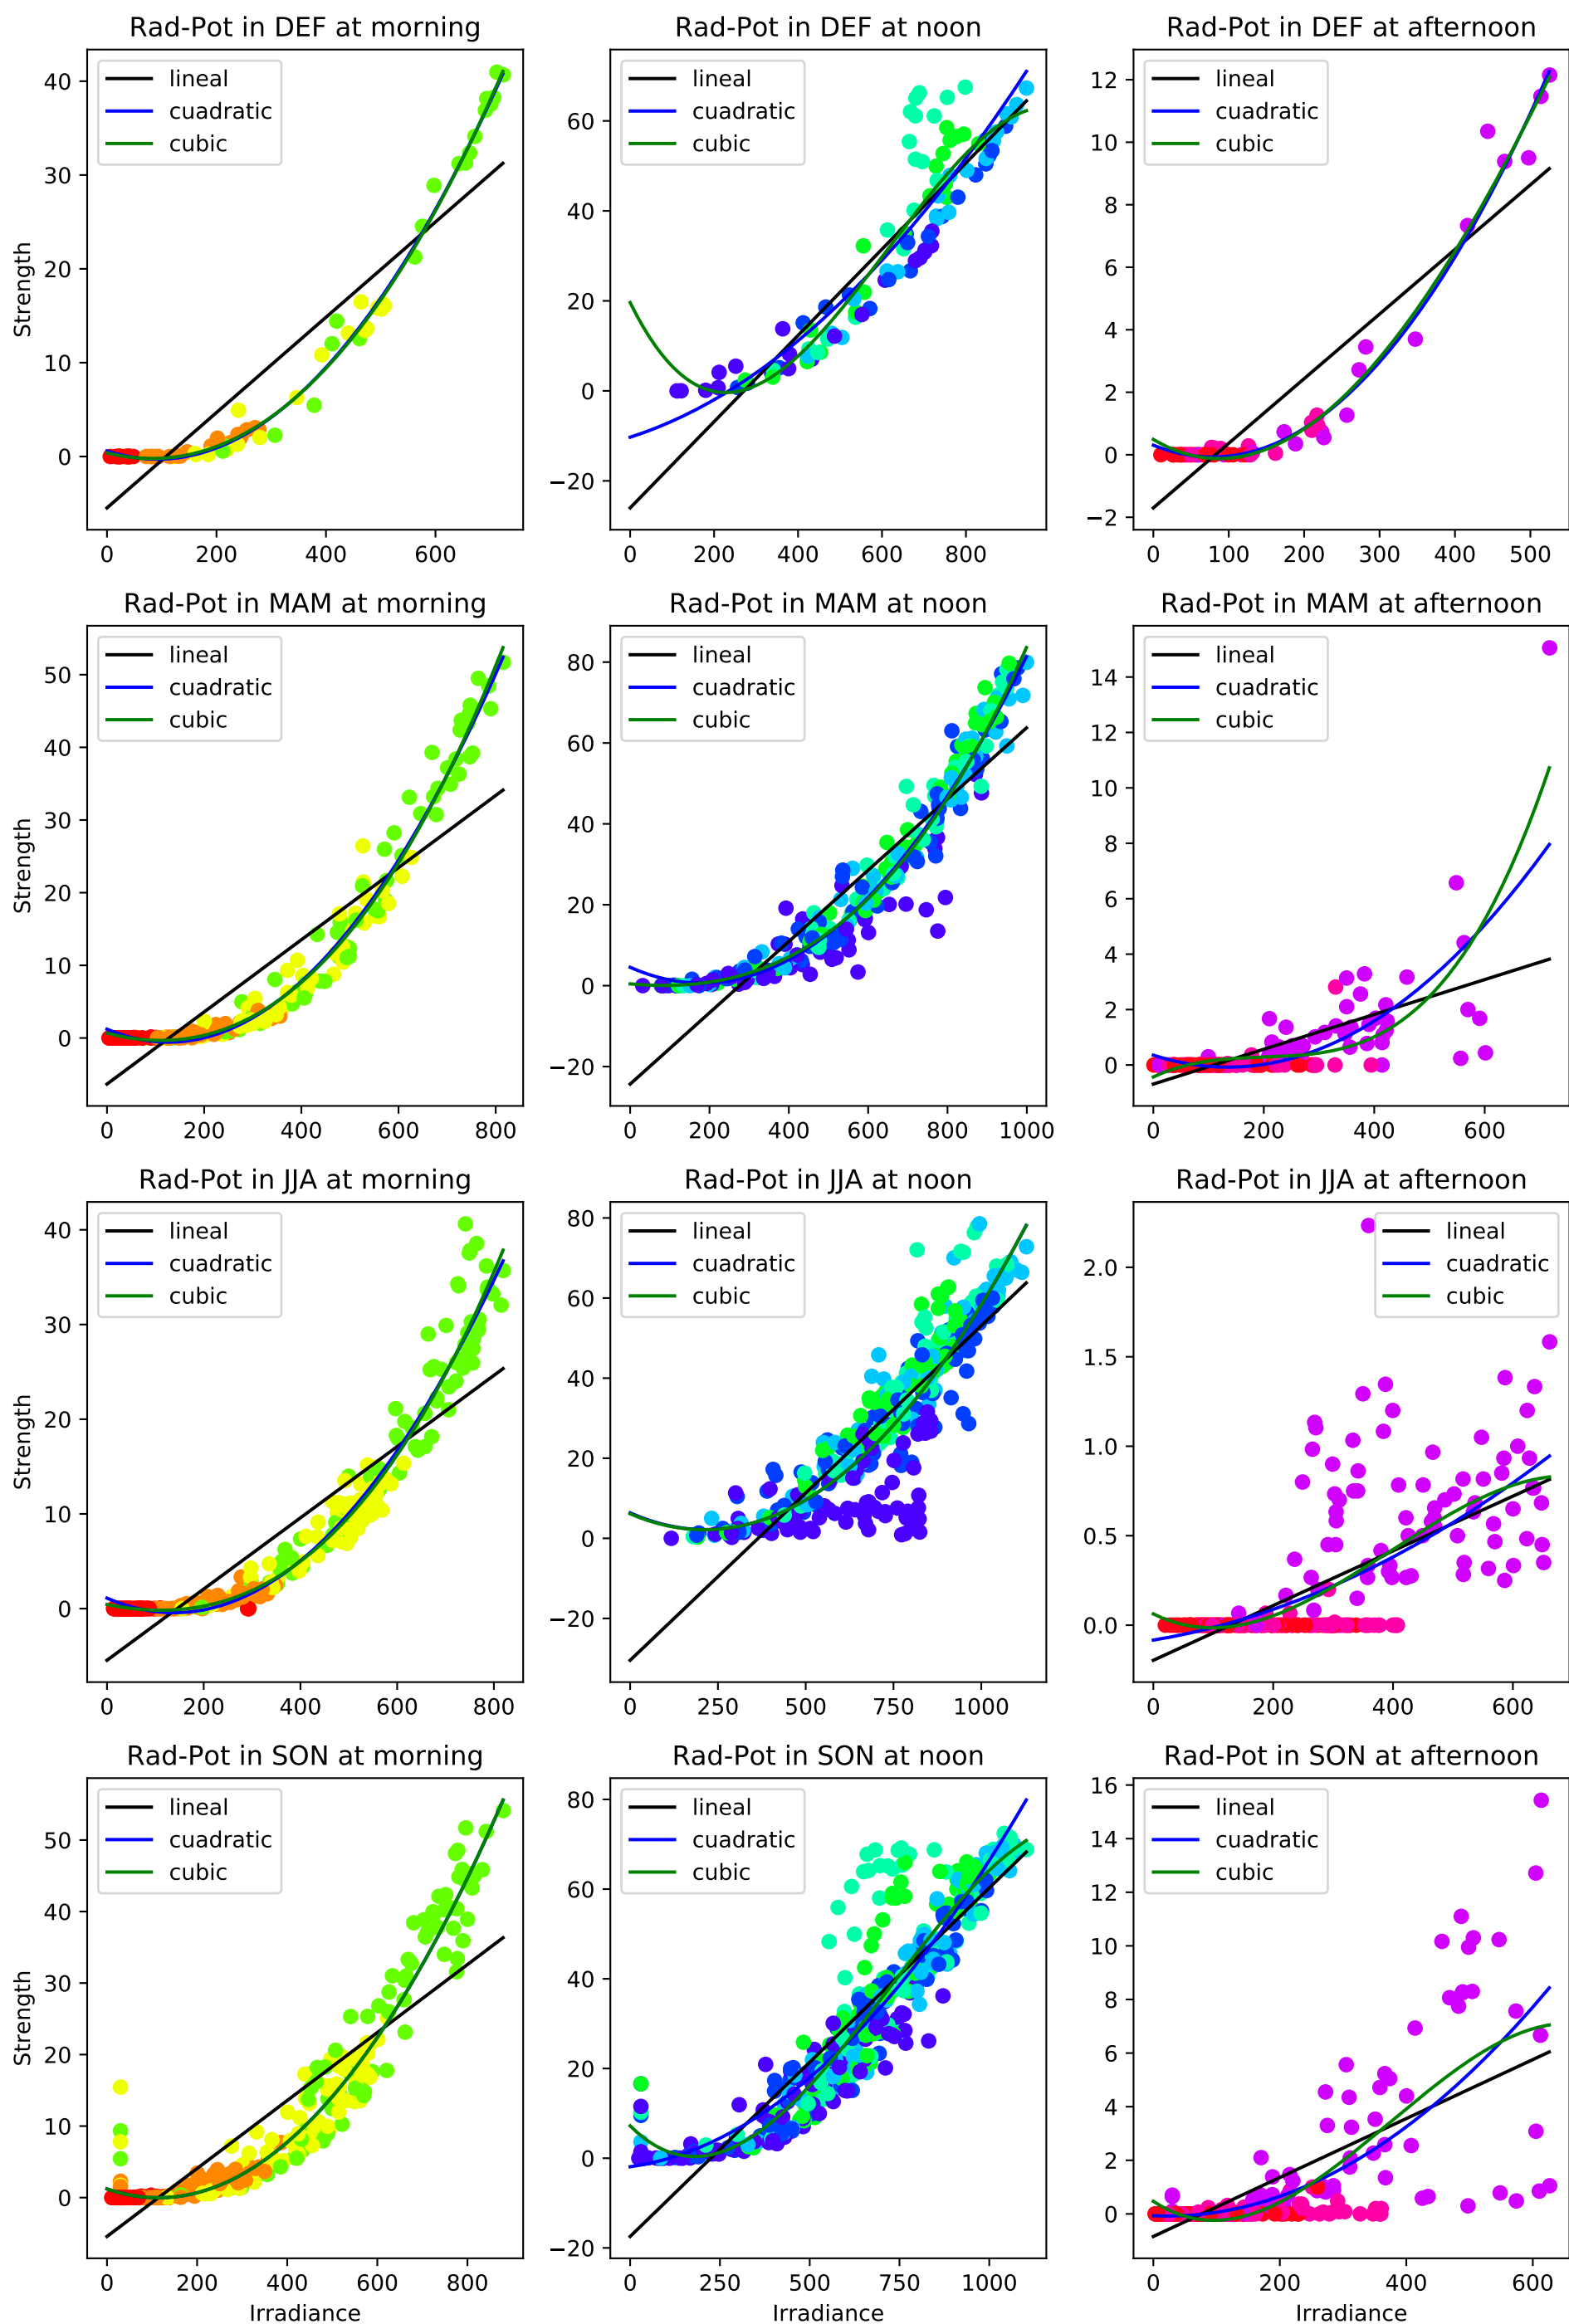 Rad-Pot in DEF at morning
Rad-Pot in DEF at noon
Rad-Pot in DEF at afternoon
lineal
cuadratic
cubic
lineal
cuadratic
cubic
lineal
cuadratic
cubic
Strength
40
30
20
10
0
60
40
20
0
−20
12
10
8
6
4
2
0
−2
0 200 400 600
0 200 400 600 800
0 100 200 300 400 500
Rad-Pot in MAM at morning
Rad-Pot in MAM at noon
Rad-Pot in MAM at afternoon
lineal
cuadratic
cubic
lineal
cuadratic
cubic
lineal
cuadratic
cubic
Strength
50
40
30
20
10
0
80
60
40
20
0
−20
14
12
10
8
6
4
2
0
0 200 400 600 800
0 200 400 600 800 1000
0 200 400 600
Rad-Pot in JJA at morning
Rad-Pot in JJA at noon
Rad-Pot in JJA at afternoon
lineal
cuadratic
cubic
lineal
cuadratic
cubic
lineal
cuadratic
cubic
Strength
40
30
20
10
0
80
60
40
20
0
−20
2.0
1.5
1.0
0.5
0.0
0 200 400 600 800
0 250 500 750 1000
0 200 400 600
Rad-Pot in SON at morning
Rad-Pot in SON at noon
Rad-Pot in SON at afternoon
lineal
cuadratic
cubic
lineal
cuadratic
cubic
lineal
cuadratic
cubic
Strength
50
40
30
20
10
0
80
60
40
20
0
−20
16
14
12
10
8
6
4
2
0
0 200 400 600 800
0 250 500 750 1000
0 200 400 600
Irradiance
Irradiance
Irradiance